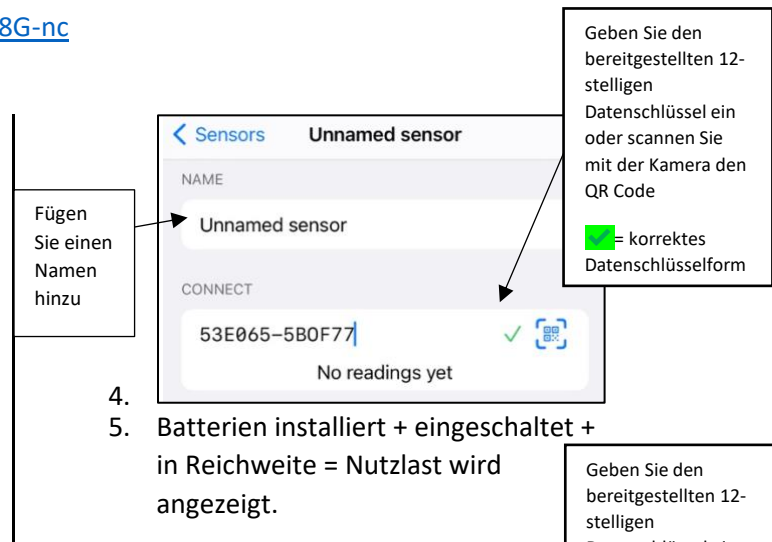 8G-nc
Geben Sie den
bereitgestellten 12-
stelligen
Datenschlüssel ein
oder scannen Sie
mit der Kamera den
QR Code
✓= korrektes
Datenschlüsselform
Fügen
Sie einen
Namen
hinzu
Sensors Unnamed sensor
NAME
Unnamed sensor
CONNECT
53E065-5B0F77
No readings yet
4.
5. Batterien installiert + eingeschaltet +
in Reichweite = Nutzlast wird
angezeigt.
Geben Sie den
bereitgestellten 12-
stelligen